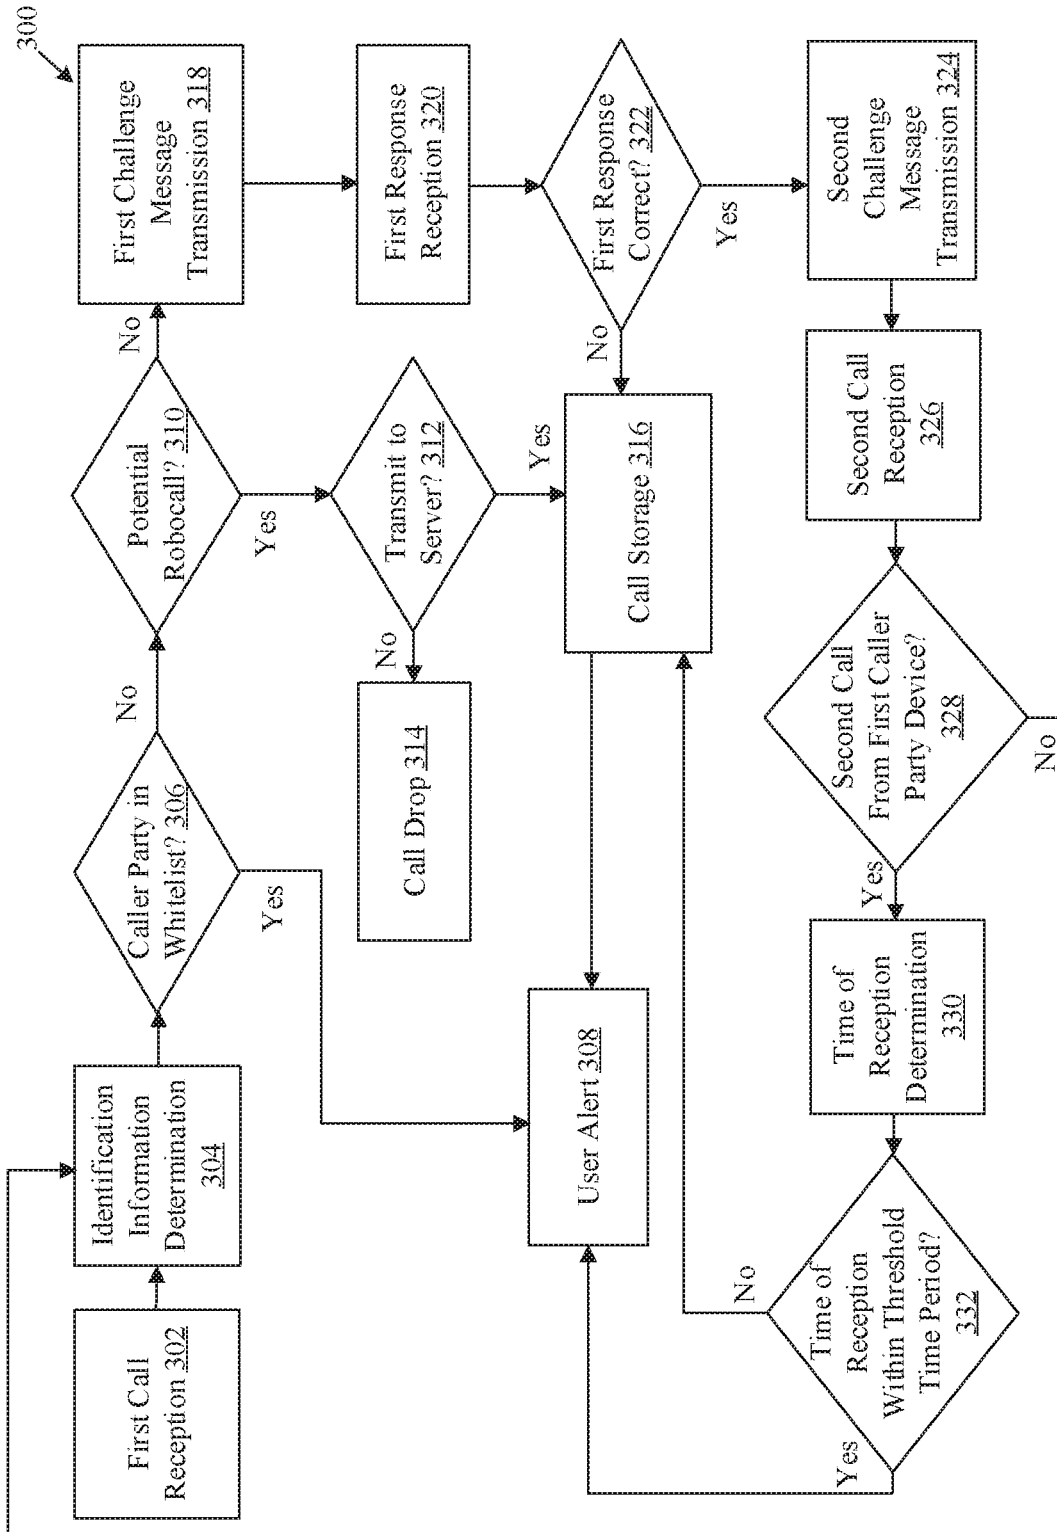 300
First Call
Reception 302
Identification
Information
Determination
304
Caller Party in
Whitelist? 306
No
Yes
Potential
Robocall? 310
No
Yes
First Challenge
Message
Transmission 318
Call Drop 314
No
Transmit to
Server? 312
Yes
First Response
Reception 320
User Alert 308
Call Storage 316
No
First Response
Correct? 322
Yes
Time of
Reception
Within Threshold
Time Period?
332
Yes
No
Time of
Reception
Determination
330
Yes
Second Call
From First Caller
Party Device?
328
No
Second Call
Reception
326
Second
Challenge
Message
Transmission 324